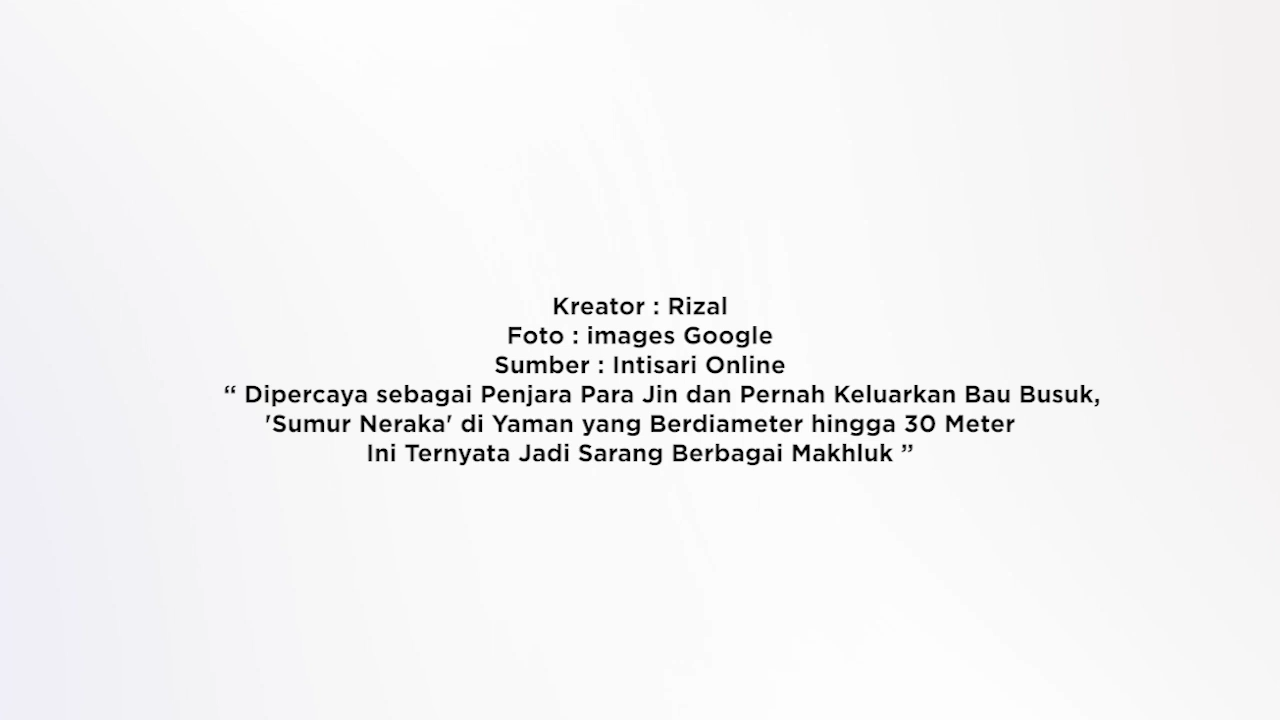 Kreator : Rizal
Foto : images Google
Sumber : Intisari Online
“ Dipercaya sebagai Penjara Para Jin dan Pernah Keluarkan Bau Busuk,
'Sumur Neraka' di Yaman yang Berdiameter hingga 30 Meter
Ini Ternyata Jadi Sarang Berbagai Makhluk ”